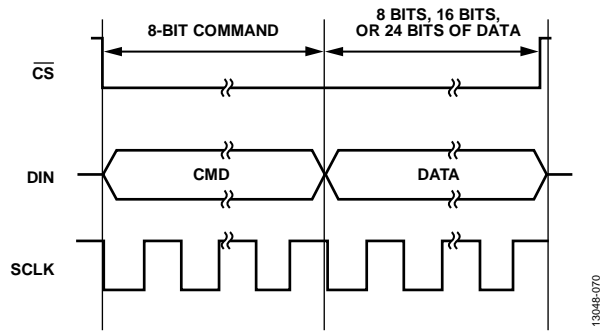 8-BIT COMMAND
8 BITS, 16 BITS,
OR 24 BITS OF DATA
CS
DIN
CMD
DATA
SCLK
13048-070